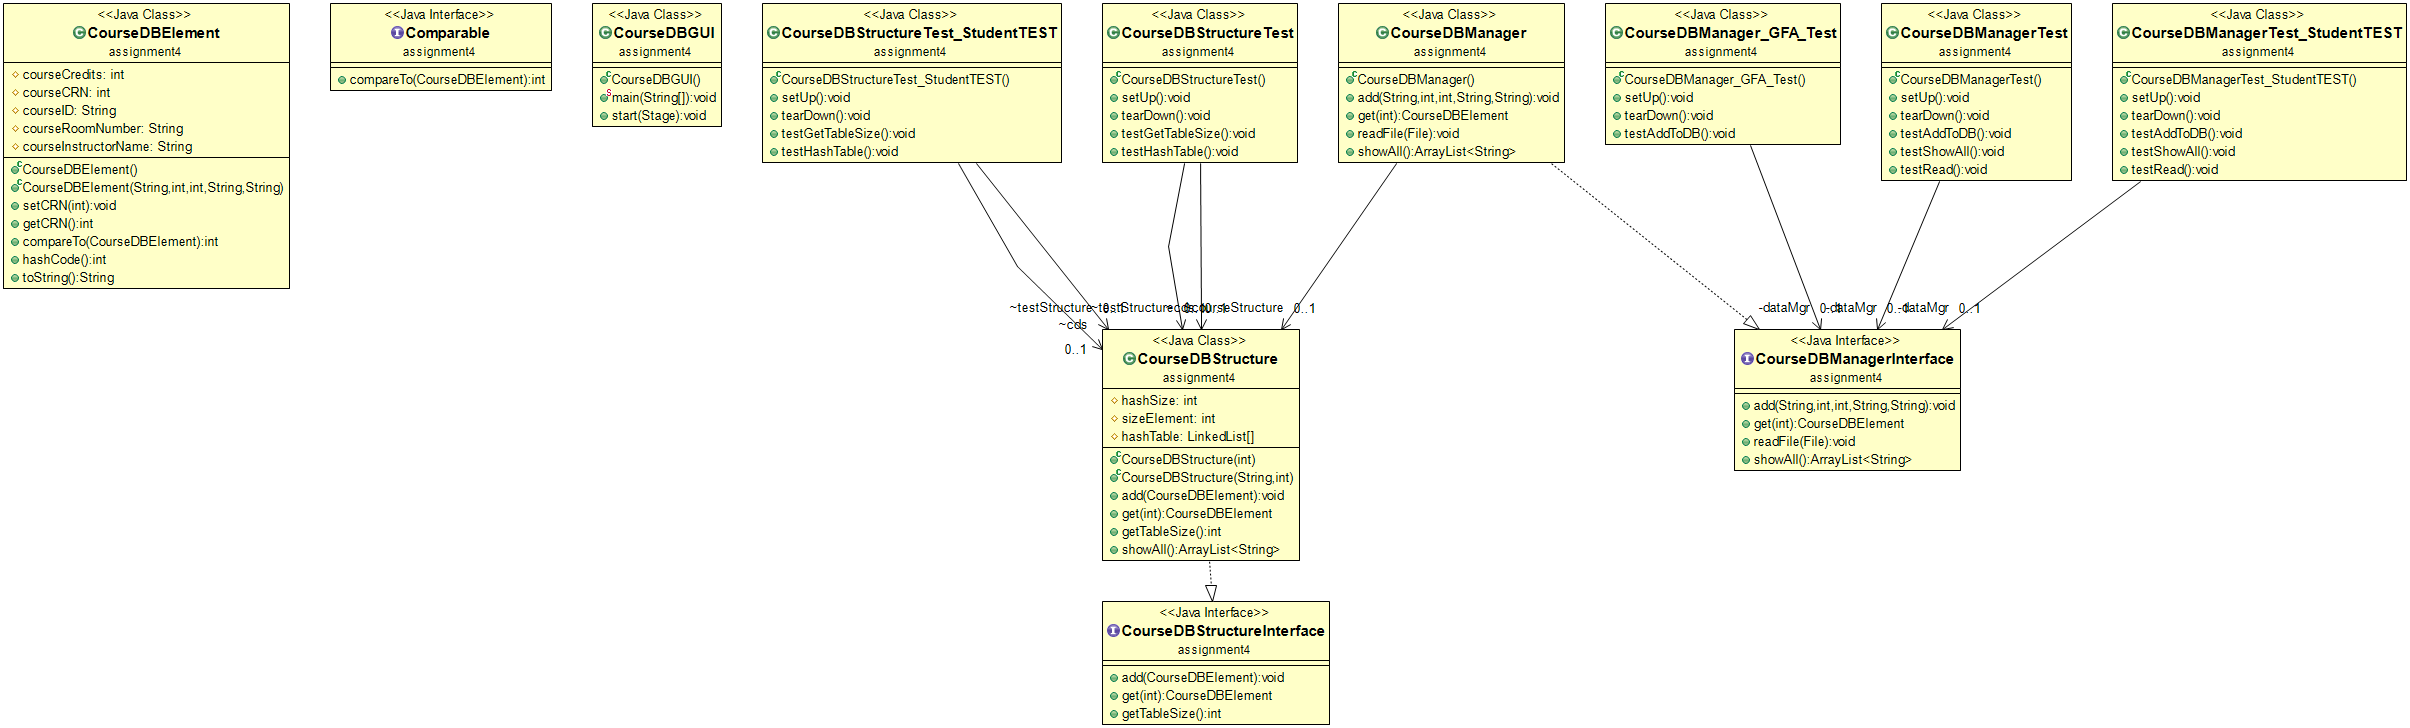 <<Java Class>>
CourseDBElement
assignment4
courseCredits: int
courseCRN: int
courseID: String
courseRoomNumber: String
courseInstructorName: String
CourseDBElement()
CourseDBElement(String,int,int,String,String)
setCRN(int):void
getCRN():int
compareTo(CourseDBElement):int
hashCode():int
toString():String
<<Java Interface>>
Comparable
assignment4
compareTo(CourseDBElement):int
<<Java Class>>
CourseDBGUI
assignment4
CourseDBGUI()
main(String[]):void
start(Stage):void
<<Java Class>>
CourseDBStructureTest_StudentTEST
assignment4
CourseDBStructureTest_StudentTEST()
setUp():void
tearDown():void
testGetTableSize():void
testHashTable():void
<<Java Class>>
CourseDBStructureTest
assignment4
CourseDBStructureTest()
setUp():void
tearDown():void
testGetTableSize():void
testHashTable():void
<<Java Class>>
CourseDBManager
assignment4
CourseDBManager()
add(String,int,int,String,String):void
get(int):CourseDBElement
readFile(File):void
showAll():ArrayList<String>
<<Java Class>>
CourseDBManager_GFA_Test
assignment4
CourseDBManager_GFA_Test()
setUp():void
tearDown():void
testAddToDB():void
<<Java Class>>
CourseDBManagerTest
assignment4
CourseDBManagerTest()
setUp():void
tearDown():void
testAddToDB():void
testShowAll():void
testRead():void
<<Java Class>>
CourseDBManagerTest_StudentTEST
assignment4
CourseDBManagerTest_StudentTEST()
setUp():void
tearDown():void
testAddToDB():void
testShowAll():void
testRead():void
~testStructure
~testStructure
0..1
~cds
0..1
~cds
0..1
0..1
-dataMgr
0..1
-dataMgr
0..1
-dataMgr
0..1
<<Java Class>>
CourseDBStructure
assignment4
hashSize: int
sizeElement: int
hashTable: LinkedList[]
CourseDBStructure(int)
CourseDBStructure(String,int)
add(CourseDBElement):void
get(int):CourseDBElement
getTableSize():int
showAll():ArrayList<String>
<<Java Interface>>
CourseDBManagerInterface
assignment4
add(String,int,int,String,String):void
get(int):CourseDBElement
readFile(File):void
showAll():ArrayList<String>
<<Java Interface>>
CourseDBStructureInterface
assignment4
add(CourseDBElement):void
get(int):CourseDBElement
getTableSize():int